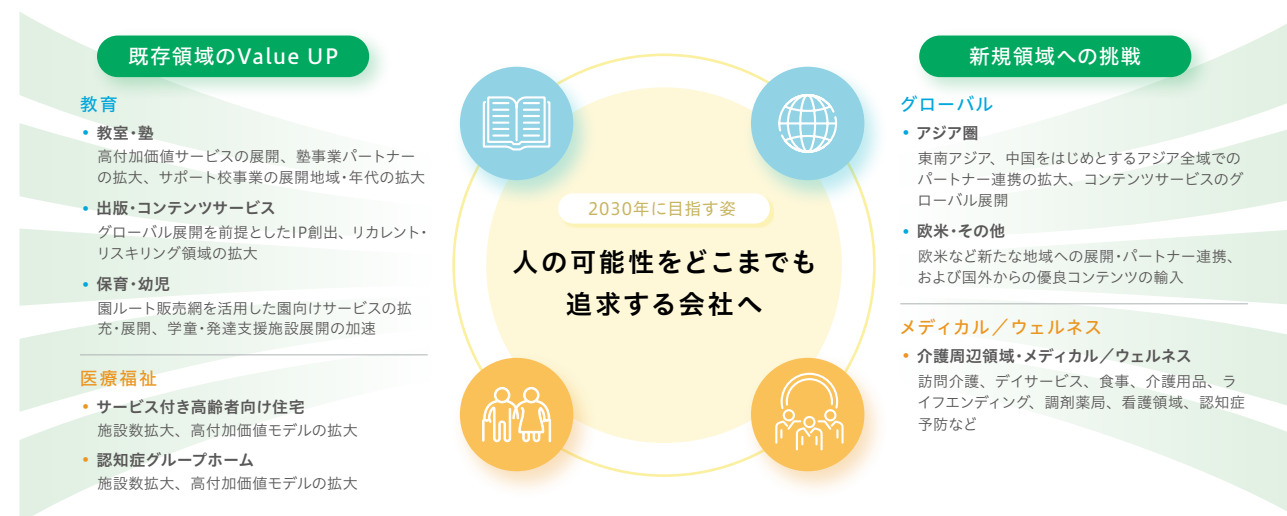 既存領域のValue UP
教育
• 教室・塾
高付加価値サービスの展開、塾事業パートナー
の拡大、サポート校事業の展開地域・年代の拡大
• 出版・コンテンツサービス
グローバル展開を前提としたIP創出、リカレント・
リスキリング領域の拡大
• 保育・幼児
園ルート販売網を活用した園向けサービスの拡
充・展開、学童・発達支援施設展開の加速
医療福祉
• サービス付き高齢者向け住宅
施設数拡大、高付加価値モデルの拡大
• 認知症グループホーム
施設数拡大、高付加価値モデルの拡大
2030年に目指す姿
人の可能性をどこまでも
追求する会社へ
新規領域への挑戦
グローバル
• アジア圏
東南アジア、中国をはじめとするアジア全域での
パートナー連携の拡大、コンテンツサービスのグ
ローバル展開
• 欧米・その他
欧米など新たな地域への展開・パートナー連携、
および国外からの優良コンテンツの輸入
メディカル／ウェルネス
• 介護周辺領域・メディカル／ウェルネス
訪問介護、デイサービス、食事、介護用品、ラ
イフエンディング、調剤薬局、看護領域、認知症
予防など